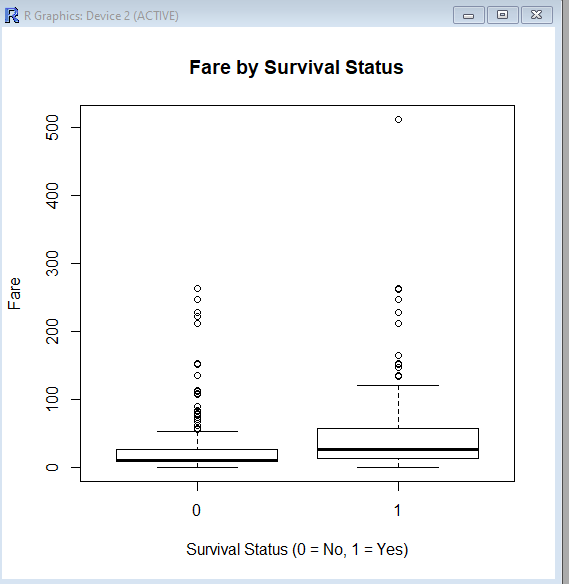 R Graphics: Device 2 (ACTIVE)
Fare by Survival Status
Fare
500
400
300
200
100
0
0 1
Survival Status (0 = No, 1 = Yes)